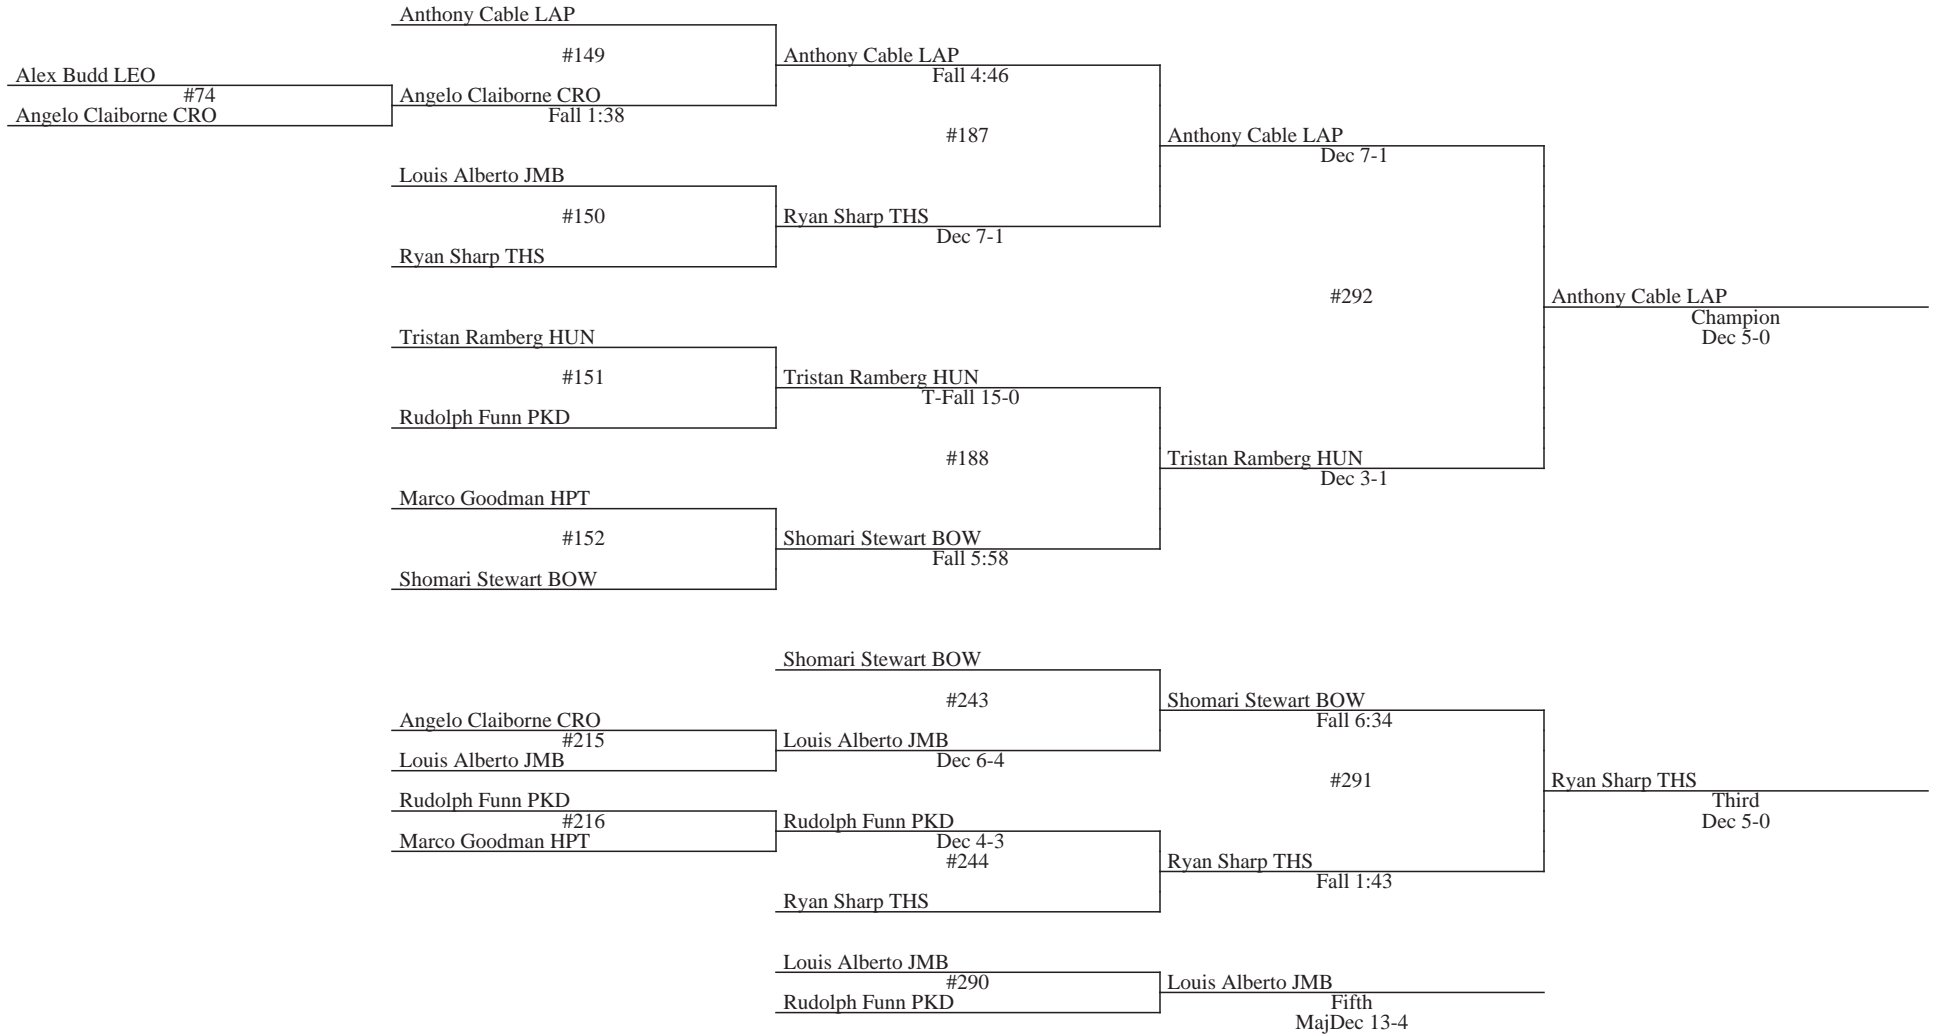 Anthony Cable LAP
#149
Anthony Cable LAP
Fall 4:46
Alex Budd LEO
#74
Angelo Claiborne CRO
Angelo Claiborne CRO
Fall 1:38
#187
Anthony Cable LAP
Dec 7-1
Louis Alberto JMB
#150
Ryan Sharp THS
Dec 7-1
Ryan Sharp THS
#292
Anthony Cable LAP
Champion
Dec 5-0
Tristan Ramberg HUN
#151
Tristan Ramberg HUN
T-Fall 15-0
Rudolph Funn PKD
#188
Tristan Ramberg HUN
Dec 3-1
Marco Goodman HPT
#152
Shomari Stewart BOW
Fall 5:58
Shomari Stewart BOW
Shomari Stewart BOW
#243
Shomari Stewart BOW
Fall 6:34
Angelo Claiborne CRO
#215
Louis Alberto JMB
Louis Alberto JMB
Dec 6-4
#291
Ryan Sharp THS
Third
Dec 5-0
Rudolph Funn PKD
#216
Marco Goodman HPT
Rudolph Funn PKD
Dec 4-3
#244
Ryan Sharp THS
Fall 1:43
Ryan Sharp THS
Louis Alberto JMB
#290
Rudolph Funn PKD
Louis Alberto JMB
Fifth
MajDec 13-4